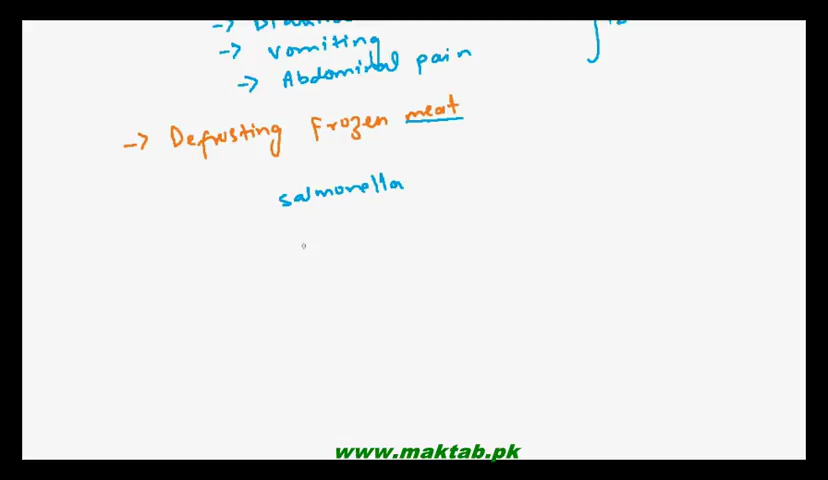 -> vomiting
-> Abdominal pain
-> Defrosting Frozen meat
salmonella
www.maktab.pk